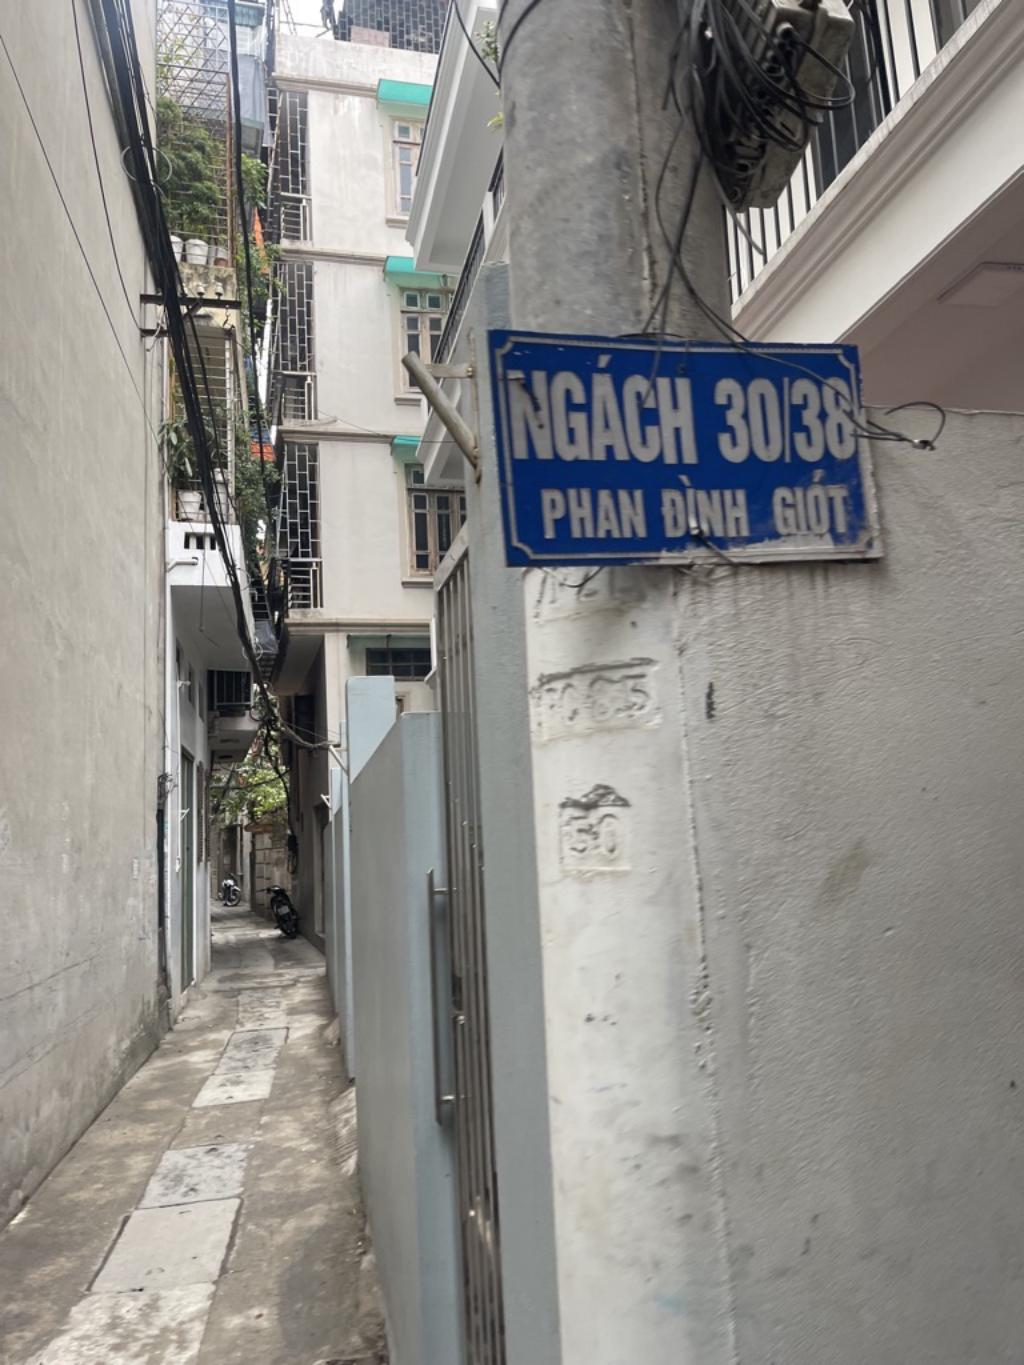 NGÁCH 30/38
PHAN ĐÌNH GIÓT